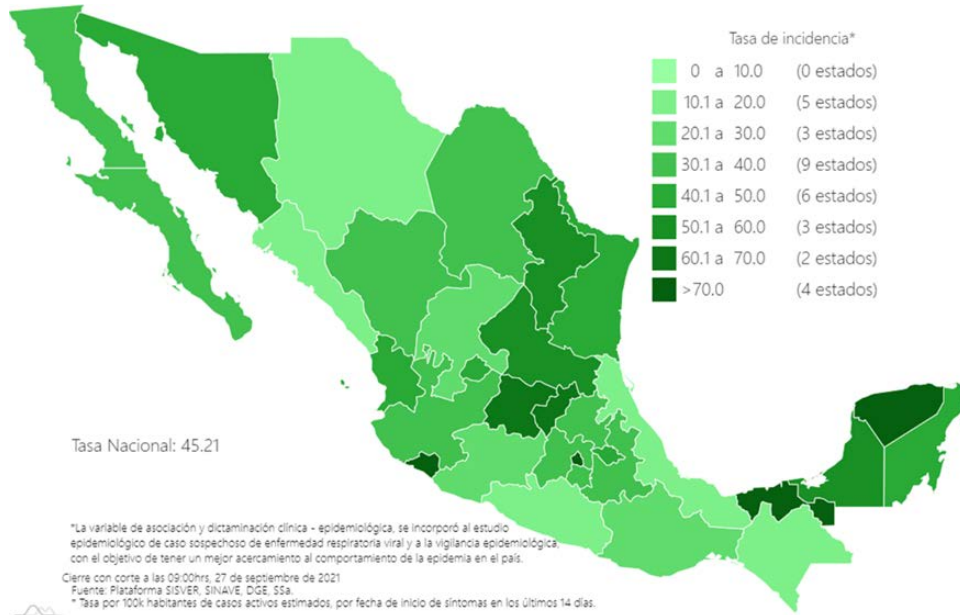 Tasa de incidencia*
0 a 10.0 (0 estados)
10.1 a 20.0 (5 estados)
20.1 a 30.0 (3 estados)
30.1 a 40.0 (9 estados)
40.1 a 50.0 (6 estados)
50.1 a 60.0 (3 estados)
60.1 a 70.0 (2 estados)
>70.0 (4 estados)
Tasa Nacional: 45.21
*La variable de asociación y dictaminación clínica - epidemiológica, se incorporó al estudio
epidemiológico de caso sospechoso de enfermedad respiratoria viral y a la vigilancia epidemiológica,
con el objetivo de tener un mejor acercamiento al comportamiento de la epidemia en el país.
Cierre con corte a las 09:00hrs, 27 de septiembre de 2021
Fuente: Plataforma SISVER, SINAVE, DGE, SSa.
* Tasa por 100k habitantes de casos activos estimados, por fecha de inicio de síntomas en los últimos 14 días.